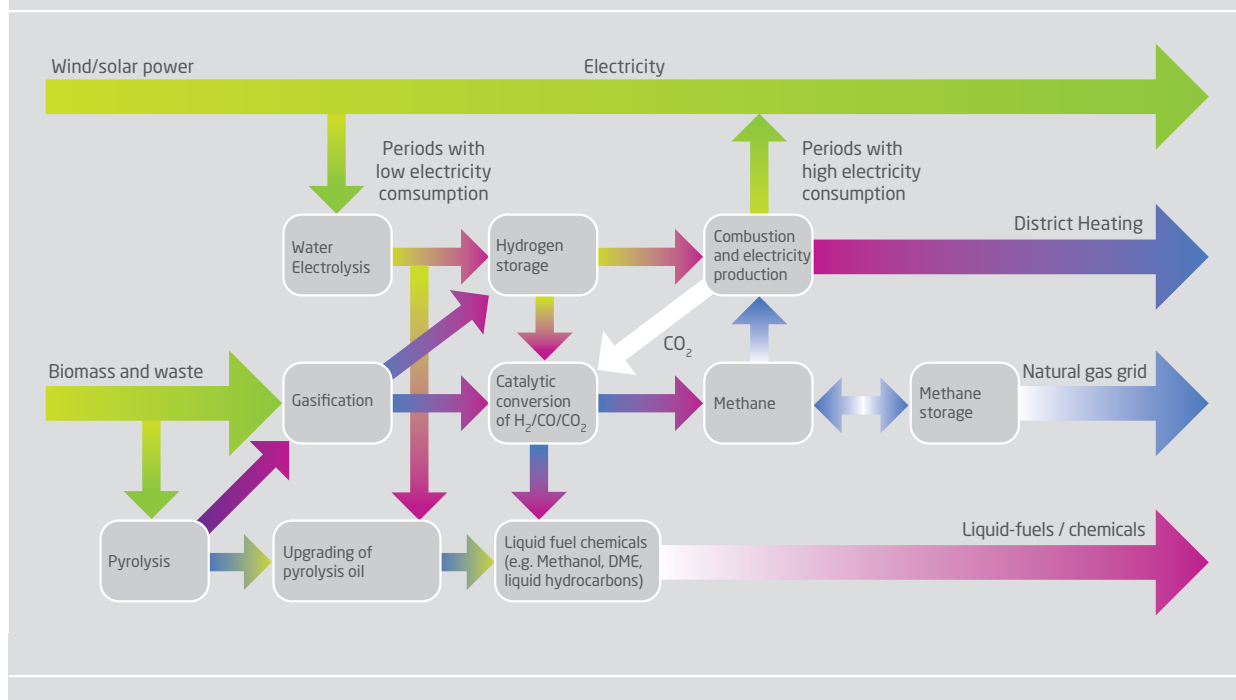 Wind/solar power
Electricity
Periods with
low electricity
comsumption
Periods with
high electricity
consumption
Water
Electrolysis
Hydrogen
storage
Combustion
and electricity
production
District Heating
CO₂
Biomass and waste
Gasification
Catalytic
conversion
of H₂/CO/CO₂
Methane
Methane
storage
Natural gas grid
Pyrolysis
Upgrading of
pyrolysis oil
Liquid fuel chemicals
(e.g. Methanol, DME,
liquid hydrocarbons)
Liquid-fuels / chemicals